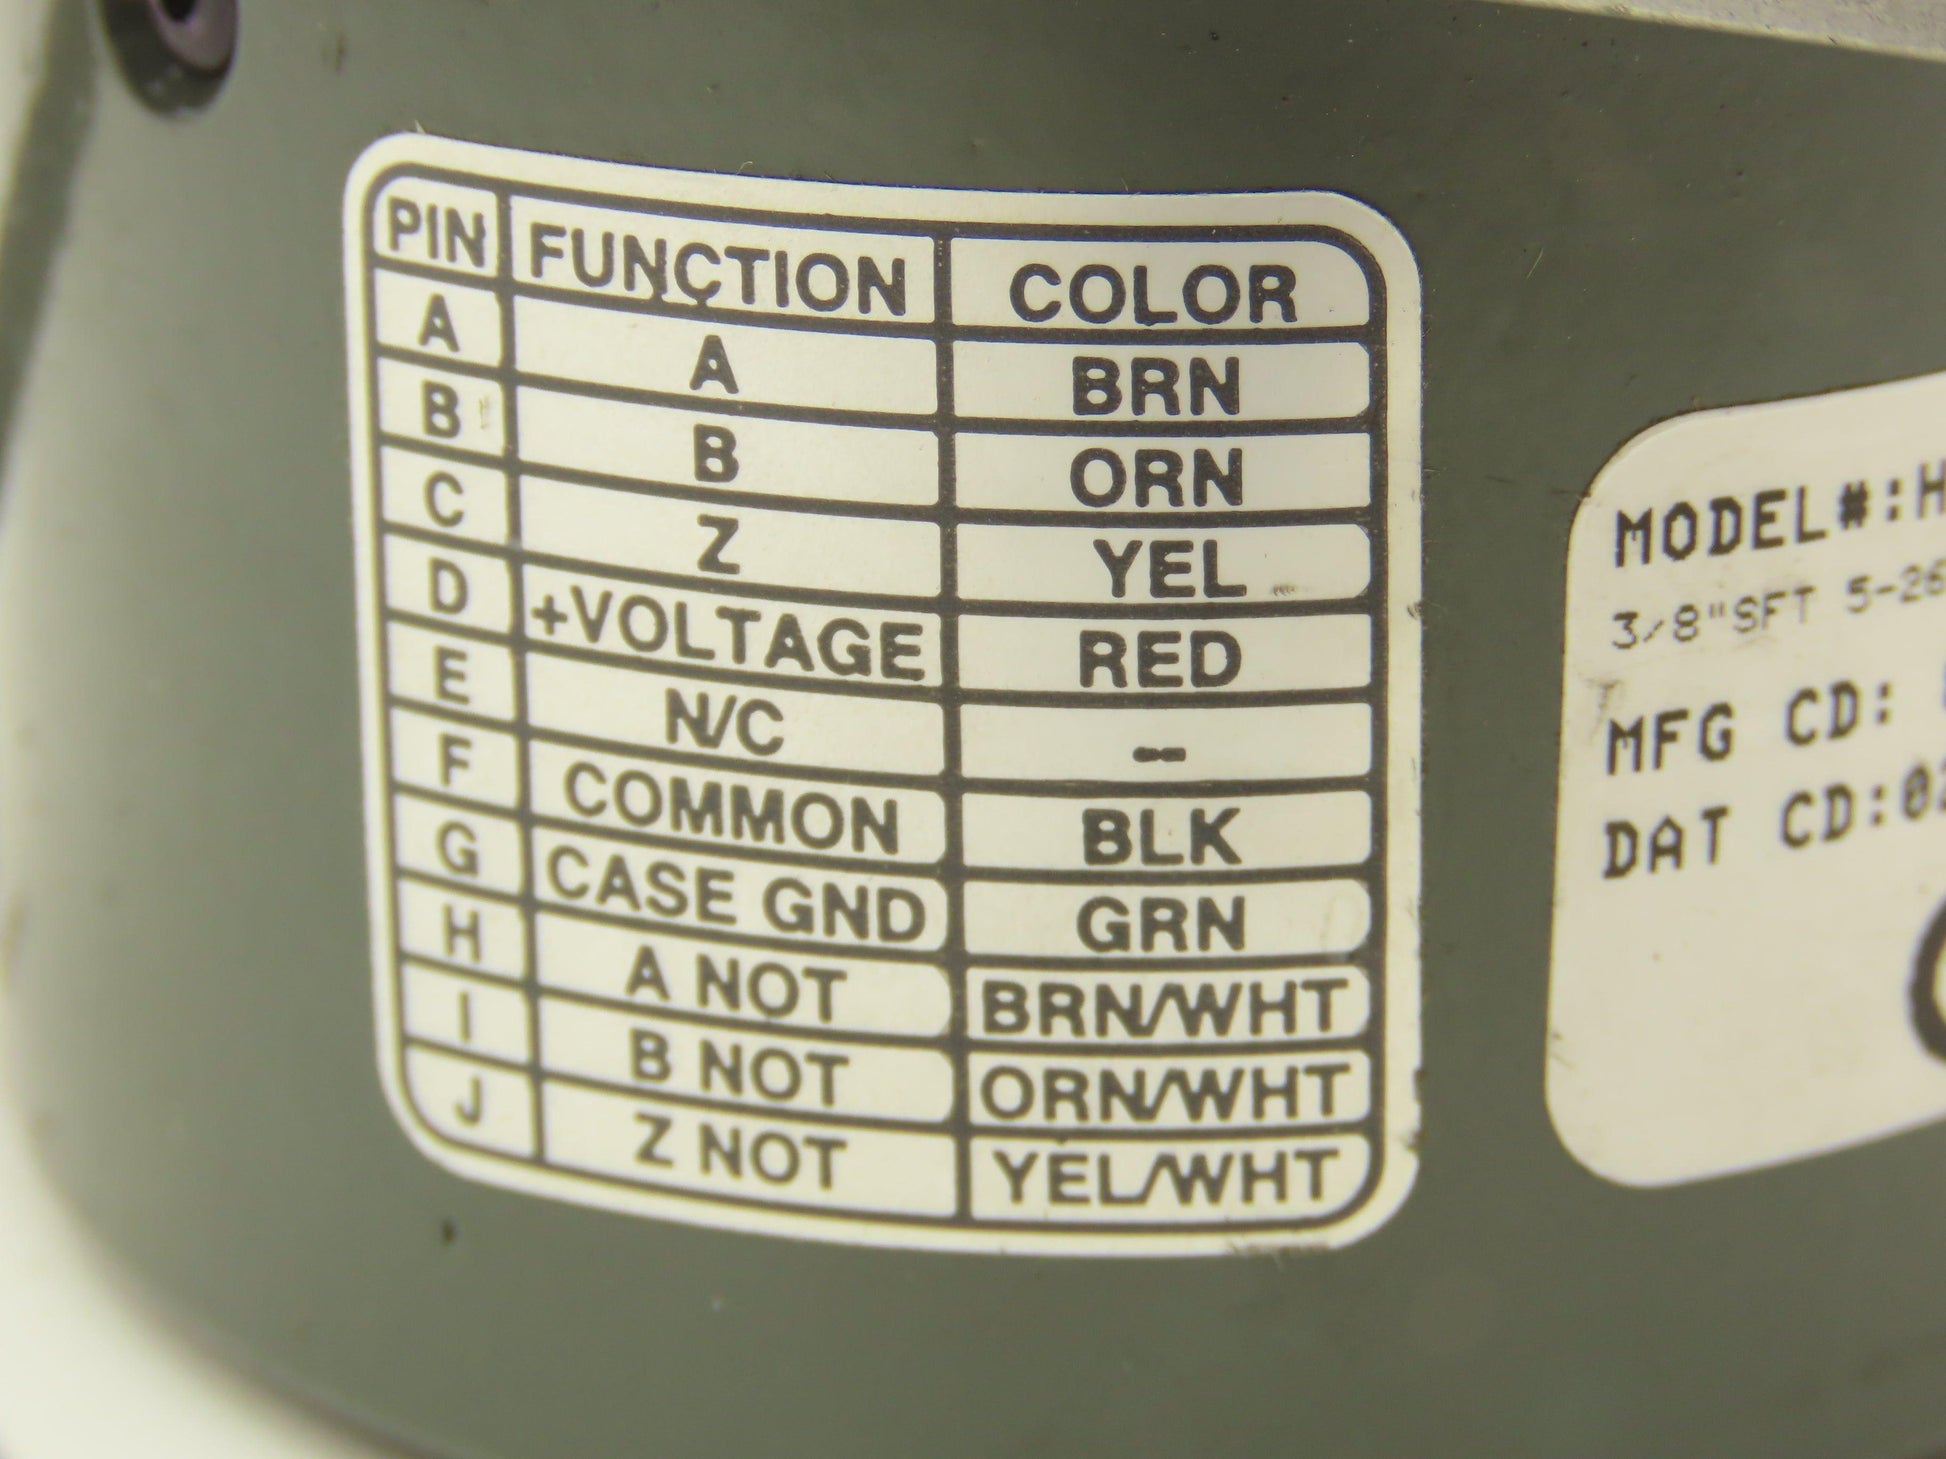 PIN FUNCTION COLOR
A A BRN
B B ORN
C Z YEL
D +VOLTAGE RED
E N/C --
F COMMON BLK
G CASE GND GRN
H A NOT BRN/WHT
I B NOT ORN/WHT
J Z NOT YEL/WHT
MODEL#:H
3/8"SFT 5-26
MFG CD:
DAT CD:02